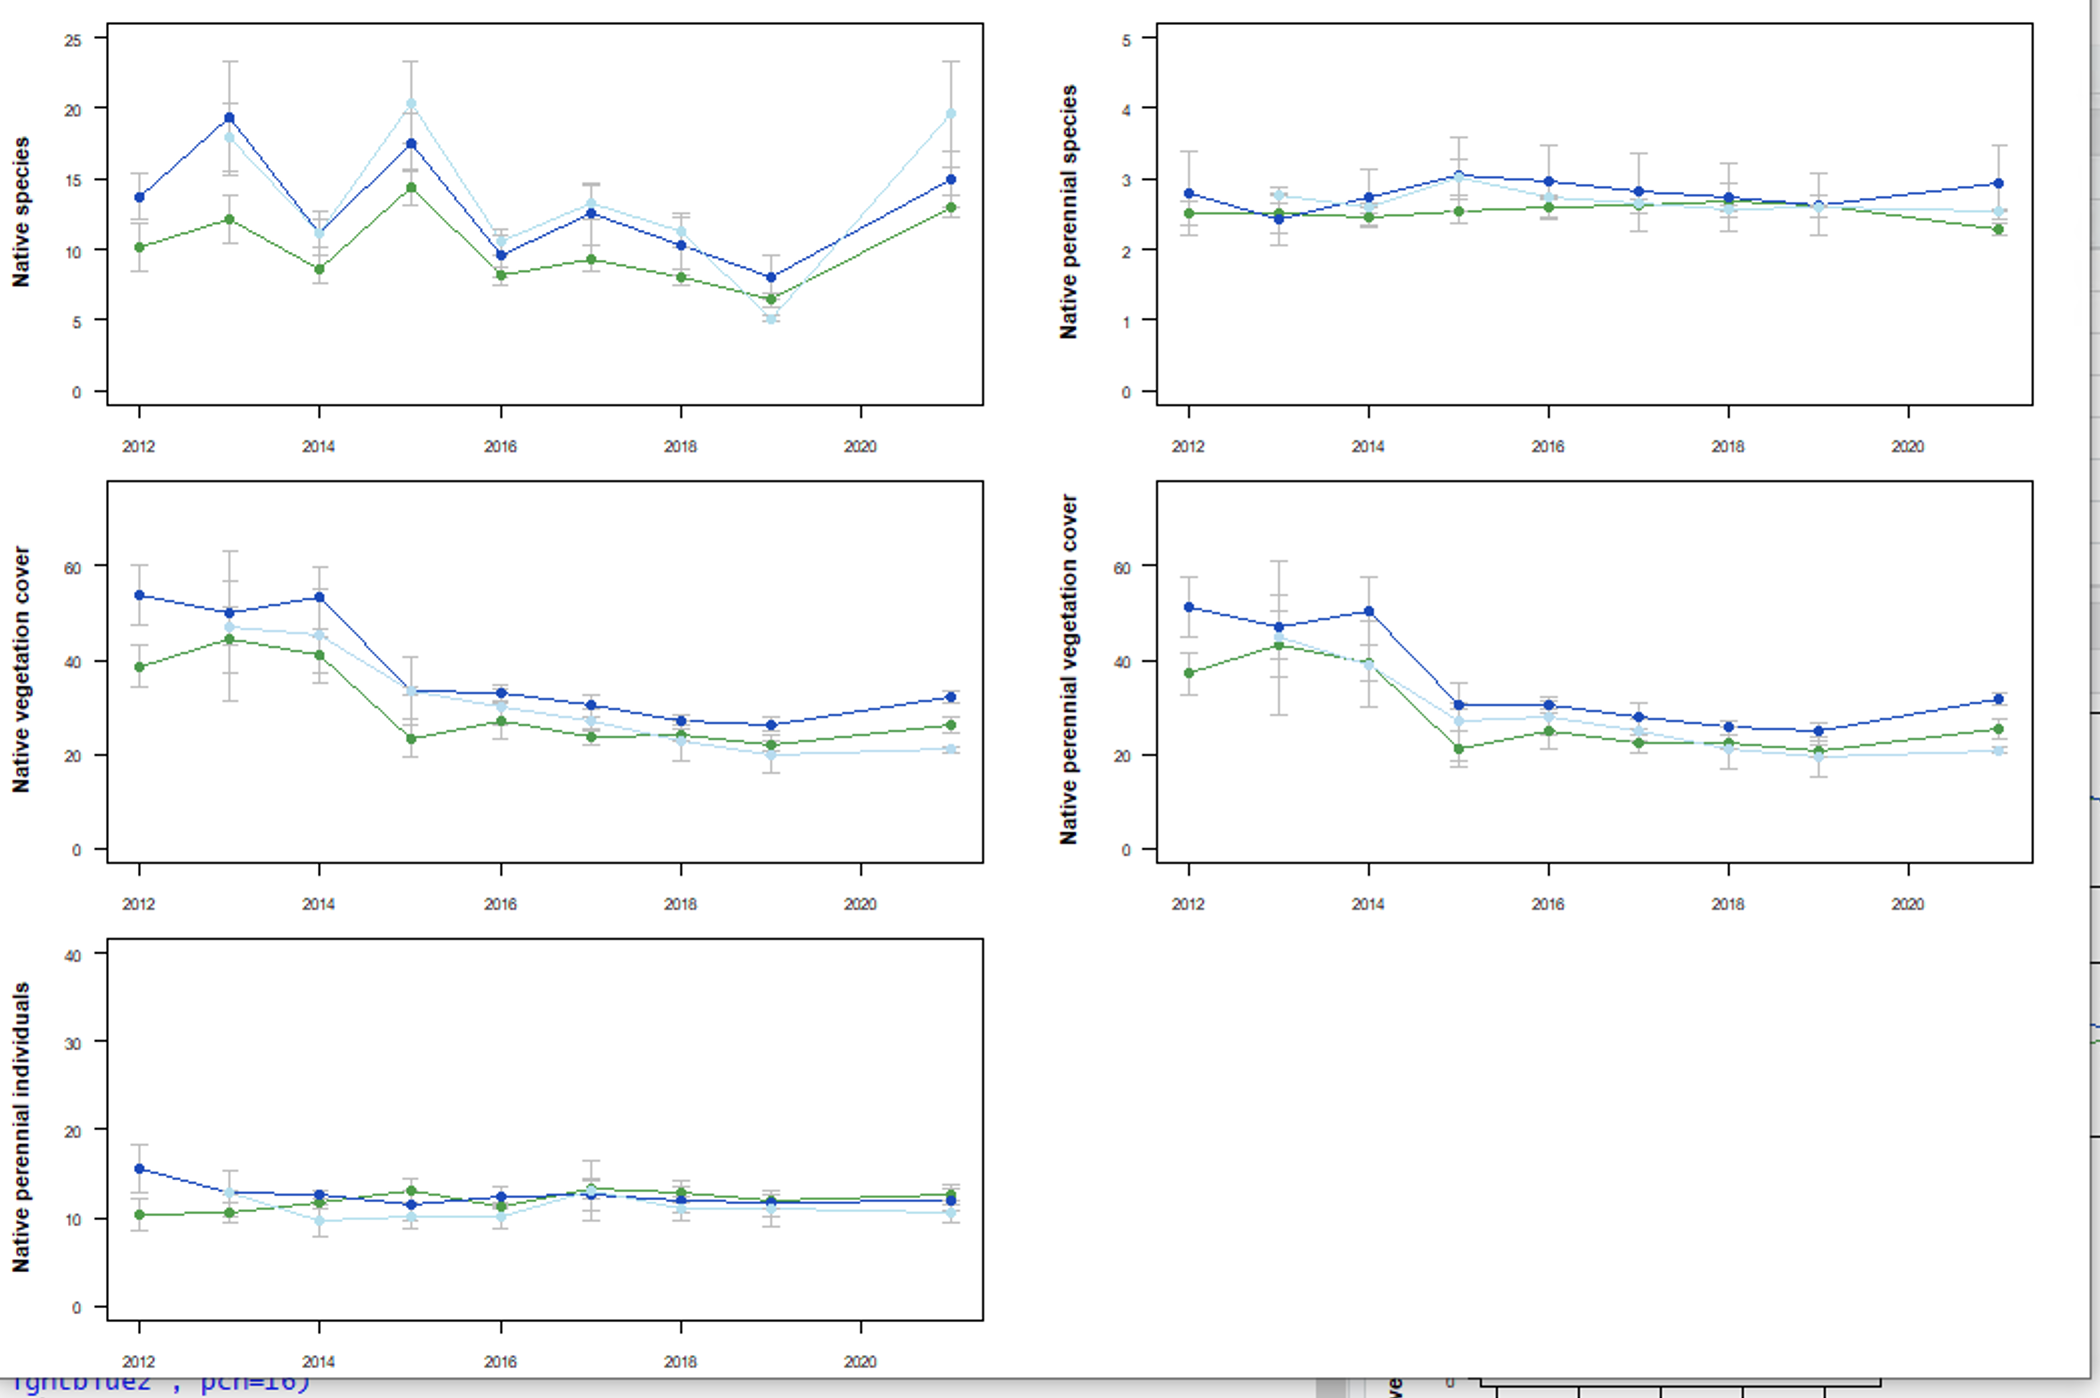 Native species
25
20
15
10
5
0
2012 2014 2016 2018 2020
Native perennial species
5
4
3
2
1
0
2012 2014 2016 2018 2020
Native vegetation cover
60
40
20
0
2012 2014 2016 2018 2020
Native perennial vegetation cover
60
40
20
0
2012 2014 2016 2018 2020
Native perennial individuals
40
30
20
10
0
2012 2014 2016 2018 2020
ightblue2", pch=16)
ve
0